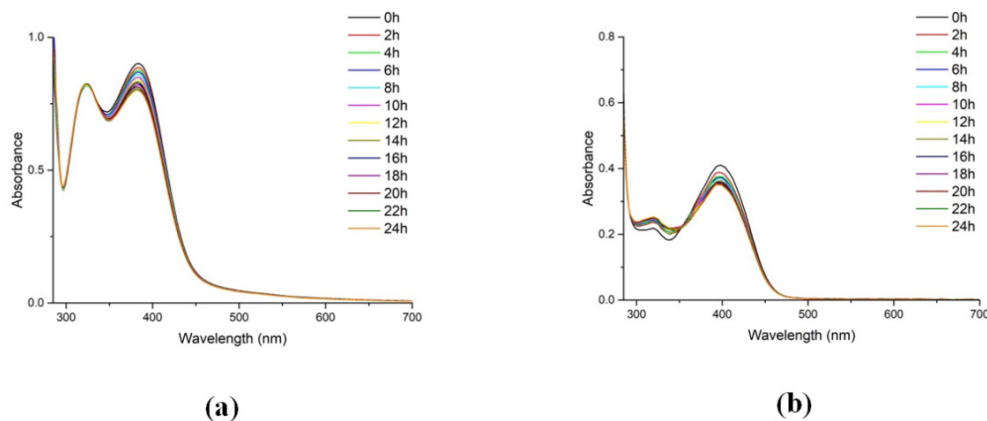 1.0
0.5
0.0
Absorbance
300
400
500
600
700
Wavelength (nm)
0h
2h
4h
6h
8h
10h
12h
14h
16h
18h
20h
22h
24h
(a)
0.8
0.6
0.4
0.2
0.0
Absorbance
300
400
500
600
700
Wavelength (nm)
0h
2h
4h
6h
8h
10h
12h
14h
16h
18h
20h
22h
24h
(b)